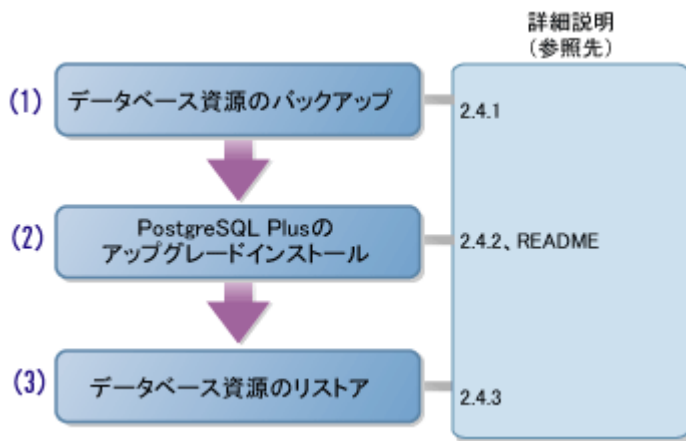 詳細説明
(参照先)
(1) データベース資源のバックアップ 2.4.1
(2) PostgreSQL Plusの
アップグレードインストール 2.4.2、README
(3) データベース資源のリストア 2.4.3